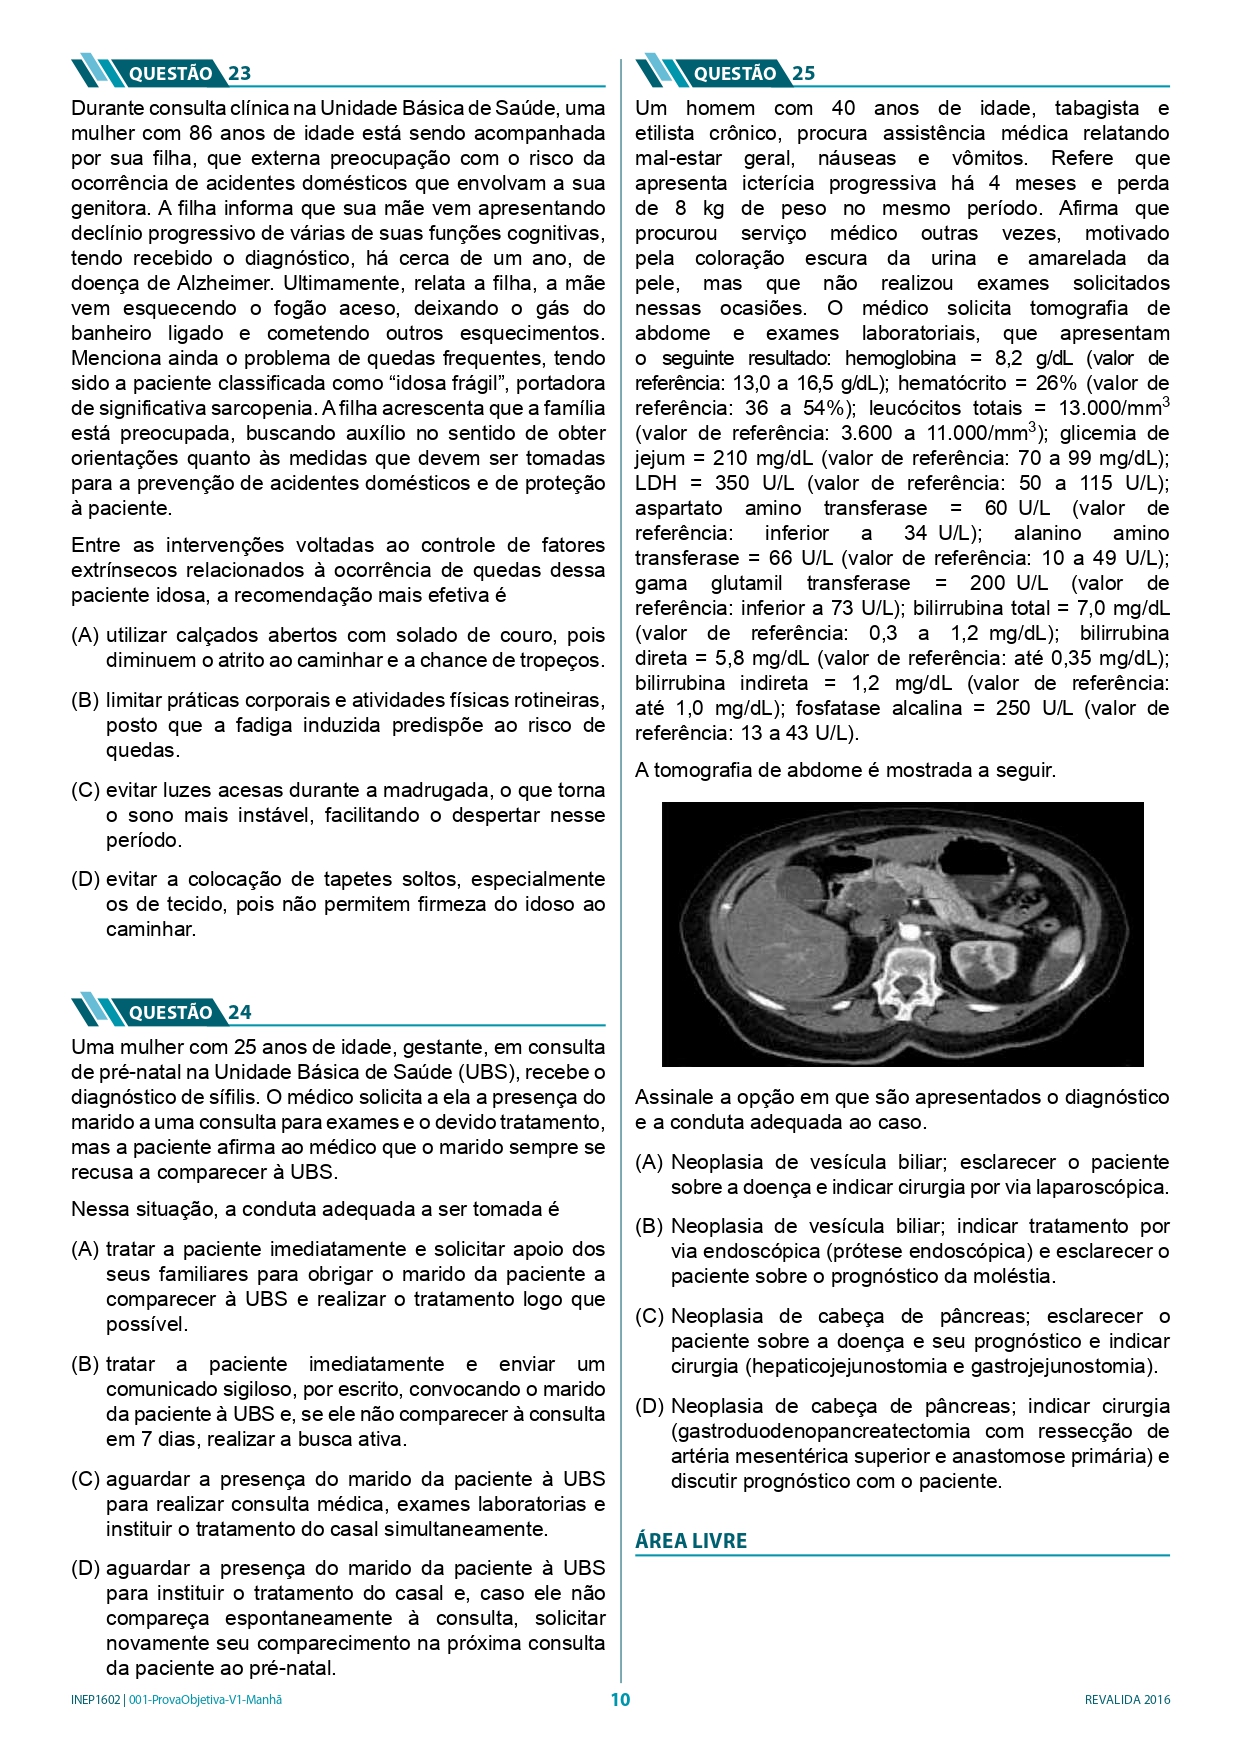 QUESTÃO 23
Durante consulta clínica na Unidade Básica de Saúde, uma
mulher com 86 anos de idade está sendo acompanhada
por sua filha, que externa preocupação com o risco da
ocorrência de acidentes domésticos que envolvam a sua
genitora. A filha informa que sua mãe vem apresentando
declínio progressivo de várias de suas funções cognitivas,
tendo recebido o diagnóstico, há cerca de um ano, de
doença de Alzheimer. Ultimamente, relata a filha, a mãe
vem esquecendo o fogão aceso, deixando o gás do
banheiro ligado e cometendo outros esquecimentos.
Menciona ainda o problema de quedas frequentes, tendo
sido a paciente classificada como “idosa frágil”, portadora
de significativa sarcopenia. A filha acrescenta que a família
está preocupada, buscando auxílio no sentido de obter
orientações quanto às medidas que devem ser tomadas
para a prevenção de acidentes domésticos e de proteção
à paciente.
Entre as intervenções voltadas ao controle de fatores
extrínsecos relacionados à ocorrência de quedas dessa
paciente idosa, a recomendação mais efetiva é
(A) utilizar calçados abertos com solado de couro, pois
diminuem o atrito ao caminhar e a chance de tropeços.
(B) limitar práticas corporais e atividades físicas rotineiras,
posto que a fadiga induzida predispõe ao risco de
quedas.
(C) evitar luzes acesas durante a madrugada, o que torna
o sono mais instável, facilitando o despertar nesse
período.
(D) evitar a colocação de tapetes soltos, especialmente
os de tecido, pois não permitem firmeza do idoso ao
caminhar.
QUESTÃO 24
Uma mulher com 25 anos de idade, gestante, em consulta
de pré-natal na Unidade Básica de Saúde (UBS), recebe o
diagnóstico de sífilis. O médico solicita a ela a presença do
marido a uma consulta para exames e o devido tratamento,
mas a paciente afirma ao médico que o marido sempre se
recusa a comparecer à UBS.
Nessa situação, a conduta adequada a ser tomada é
(A) tratar a paciente imediatamente e solicitar apoio dos
seus familiares para obrigar o marido da paciente a
comparecer à UBS e realizar o tratamento logo que
possível.
(B) tratar a paciente imediatamente e enviar um
comunicado sigiloso, por escrito, convocando o marido
da paciente à UBS e, se ele não comparecer à consulta
em 7 dias, realizar a busca ativa.
(C) aguardar a presença do marido da paciente à UBS
para realizar consulta médica, exames laboratorias e
instituir o tratamento do casal simultaneamente.
(D) aguardar a presença do marido da paciente à UBS
para instituir o tratamento do casal e, caso ele não
compareça espontaneamente à consulta, solicitar
novamente seu comparecimento na próxima consulta
da paciente ao pré-natal.
QUESTÃO 25
Um homem com 40 anos de idade, tabagista e
etilista crônico, procura assistência médica relatando
mal-estar geral, náuseas e vômitos. Refere que
apresenta icterícia progressiva há 4 meses e perda
de 8 kg de peso no mesmo período. Afirma que
procurou serviço médico outras vezes, motivado
pela coloração escura da urina e amarelada da
pele, mas que não realizou exames solicitados
nessas ocasiões. O médico solicita tomografia de
abdome e exames laboratoriais, que apresentam
o seguinte resultado: hemoglobina = 8,2 g/dL (valor de
referência: 13,0 a 16,5 g/dL); hematócrito = 26% (valor de
referência: 36 a 54%); leucócitos totais = 13.000/mm³
(valor de referência: 3.600 a 11.000/mm³); glicemia de
jejum = 210 mg/dL (valor de referência: 70 a 99 mg/dL);
LDH = 350 U/L (valor de referência: 50 a 115 U/L);
aspartato amino transferase = 60 U/L (valor de
referência: inferior a 34 U/L); alanino amino
transferase = 66 U/L (valor de referência: 10 a 49 U/L);
gama glutamil transferase = 200 U/L (valor de
referência: inferior a 73 U/L); bilirrubina total = 7,0 mg/dL
(valor de referência: 0,3 a 1,2 mg/dL); bilirrubina
direta = 5,8 mg/dL (valor de referência: até 0,35 mg/dL);
bilirrubina indireta = 1,2 mg/dL (valor de referência:
até 1,0 mg/dL); fosfatase alcalina = 250 U/L (valor de
referência: 13 a 43 U/L).
A tomografia de abdome é mostrada a seguir.
Assinale a opção em que são apresentados o diagnóstico
e a conduta adequada ao caso.
(A) Neoplasia de vesícula biliar; esclarecer o paciente
sobre a doença e indicar cirurgia por via laparoscópica.
(B) Neoplasia de vesícula biliar; indicar tratamento por
via endoscópica (prótese endoscópica) e esclarecer o
paciente sobre o prognóstico da moléstia.
(C) Neoplasia de cabeça de pâncreas; esclarecer o
paciente sobre a doença e seu prognóstico e indicar
cirurgia (hepaticojejunostomia e gastrojejunostomia).
(D) Neoplasia de cabeça de pâncreas; indicar cirurgia
(gastroduodenopancreatectomia com ressecção de
artéria mesentérica superior e anastomose primária) e
discutir prognóstico com o paciente.
ÁREA LIVRE
INEP1602 | 001-ProvaObjetiva-V1-Manhã
10
REVALIDA 2016